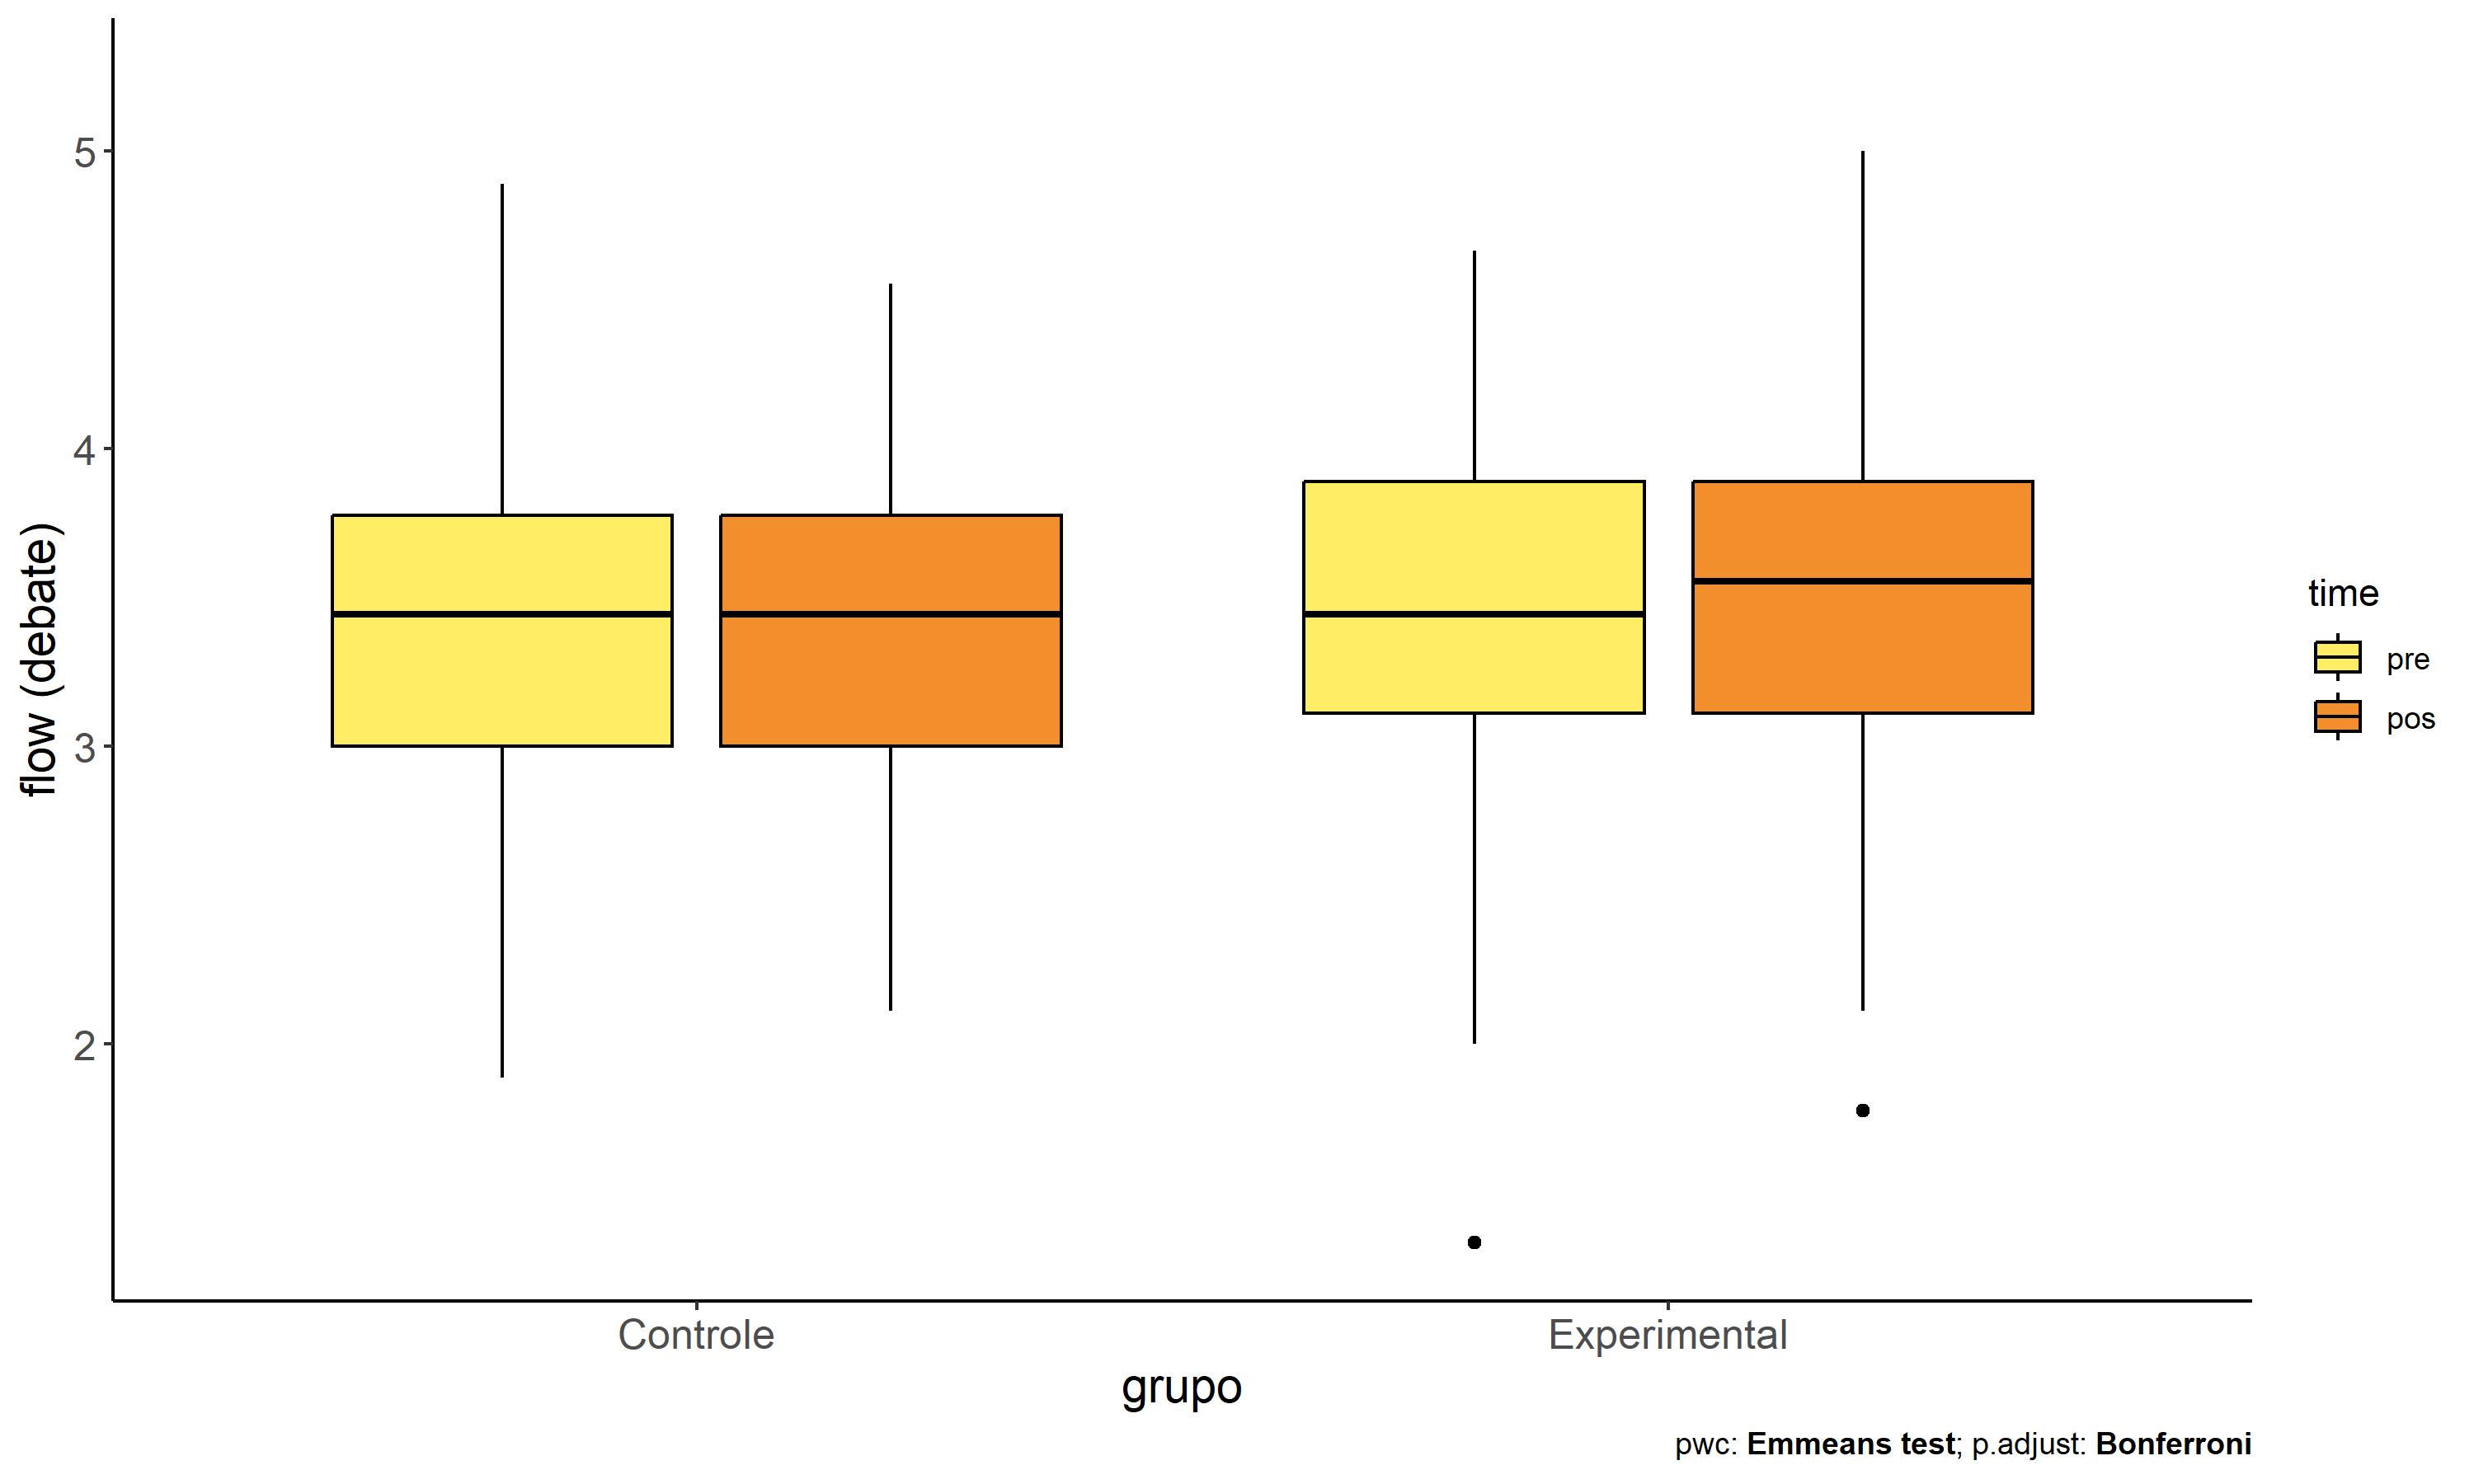 flow (debate)
5
4
3
2
Controle
Experimental
grupo
time
pre
pos
pwc: Emmeans test; p.adjust: Bonferroni